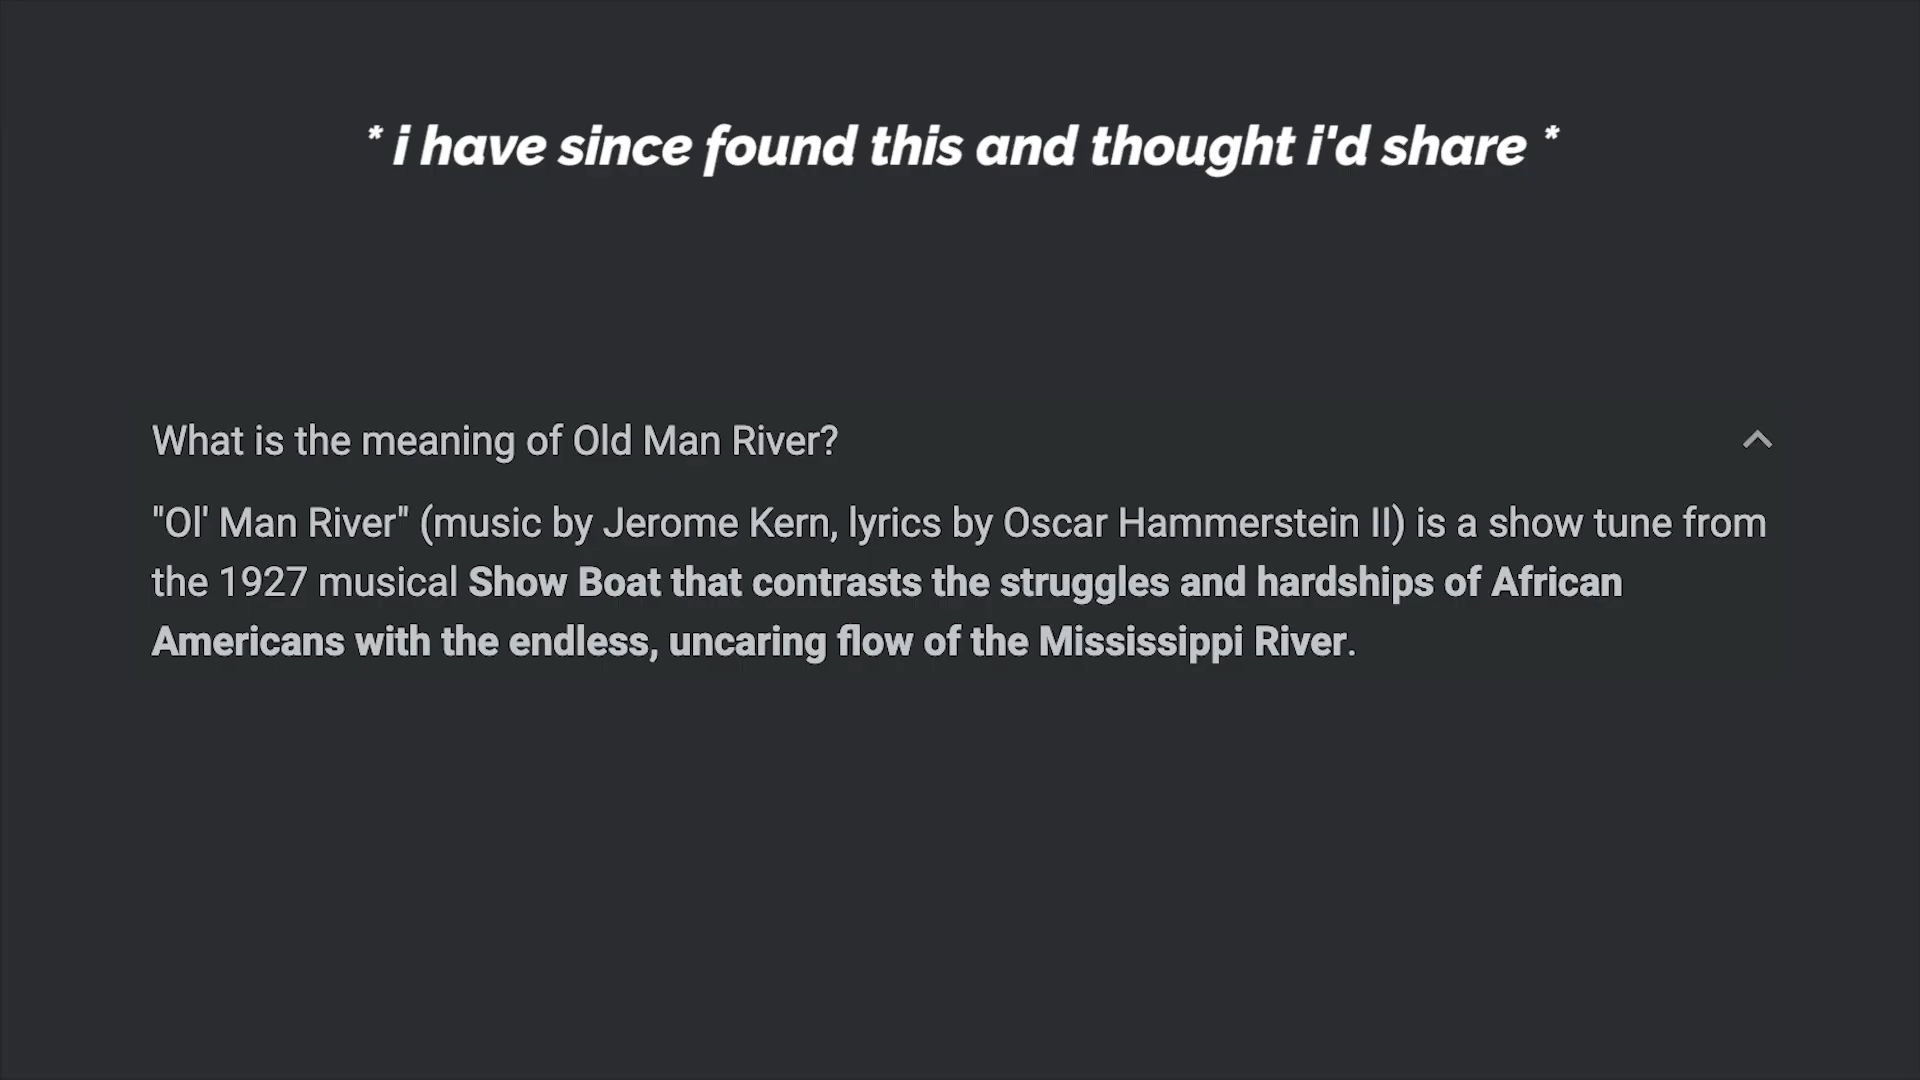 * i have since found this and thought i'd share *
What is the meaning of Old Man River?
"Ol' Man River" (music by Jerome Kern, lyrics by Oscar Hammerstein II) is a show tune from
the 1927 musical Show Boat that contrasts the struggles and hardships of African
Americans with the endless, uncaring flow of the Mississippi River.